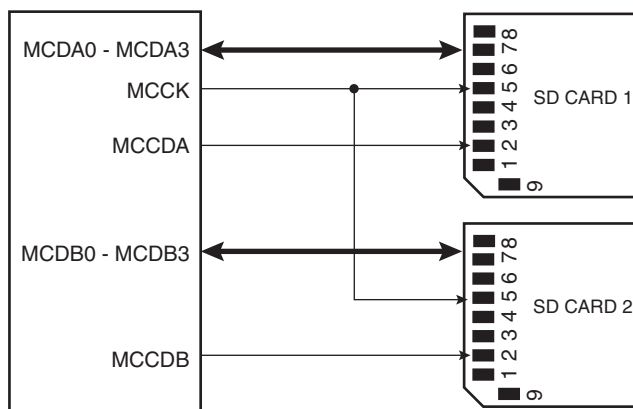 MCDA0 - MCDA3
MCCK
MCCDA
MCDB0 - MCDB3
MCCDB
8
7
6
5
4
3
2
1
9
SD CARD 1
8
7
6
5
4
3
2
1
9
SD CARD 2